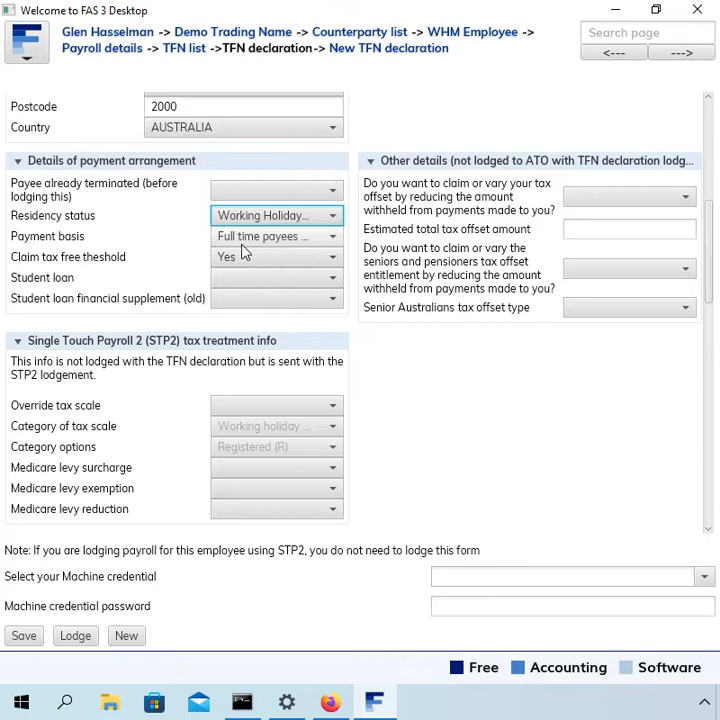 Welcome to FAS 3 Desktop
Glen Hasselman -> Demo Trading Name -> Counterparty list -> WHM Employee ->
Payroll details -> TFN list ->TFN declaration-> New TFN declaration
Search page
<---
--->
Postcode
2000
Country
AUSTRALIA
Details of payment arrangement
Payee already terminated (before
lodging this)
Residency status
Working Holiday...
Payment basis
Full time payees ...
Claim tax free theshold
Yes
Student loan
Student loan financial supplement (old)
Other details (not lodged to ATO with TFN declaration lodg...
Do you want to claim or vary your tax
offset by reducing the amount
withheld from payments made to you?
Estimated total tax offset amount
Do you want to claim or vary the
seniors and pensioners tax offset
entitlement by reducing the amount
withheld from payments made to you?
Senior Australians tax offset type
Single Touch Payroll 2 (STP2) tax treatment info
This info is not lodged with the TFN declaration but is sent with the
STP2 lodgement.
Override tax scale
Category of tax scale
Working holiday ...
Category options
Registered (R)
Medicare levy surcharge
Medicare levy exemption
Medicare levy reduction
Note: If you are lodging payroll for this employee using STP2, you do not need to lodge this form
Select your Machine credential
Machine credential password
Save
Lodge
New
Free
Accounting
Software